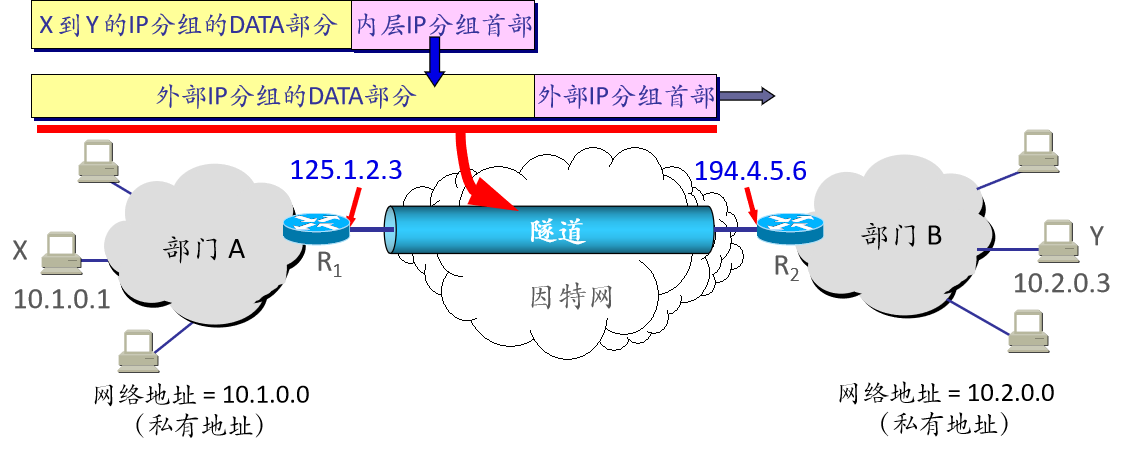 X 到 Y 的IP分组的DATA部分 内层IP分组首部
外部IP分组的DATA部分 外部IP分组首部
125.1.2.3
194.4.5.6
隧道
部门 A
部门 B
X
Y
R1
R2
10.1.0.1
10.2.0.3
因特网
网络地址 = 10.1.0.0
（私有地址）
网络地址 = 10.2.0.0
（私有地址）